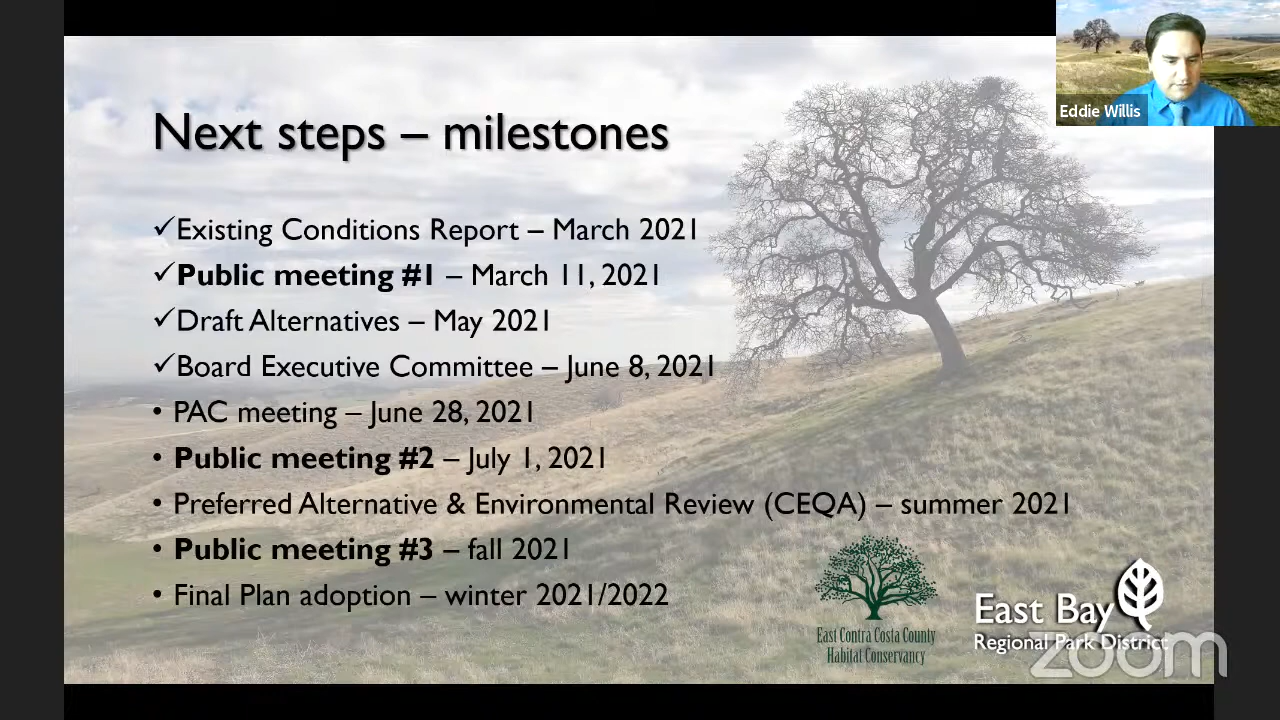 Eddie Willis
Next steps – milestones
✓Existing Conditions Report – March 2021
✓Public meeting #1 – March 11, 2021
✓Draft Alternatives – May 2021
✓Board Executive Committee – June 8, 2021
• PAC meeting – June 28, 2021
• Public meeting #2 – July 1, 2021
• Preferred Alternative & Environmental Review (CEQA) – summer 2021
• Public meeting #3 – fall 2021
• Final Plan adoption – winter 2021/2022
East Contra Costa County
Habitat Conservancy
East Bay
Regional Park District
zoom